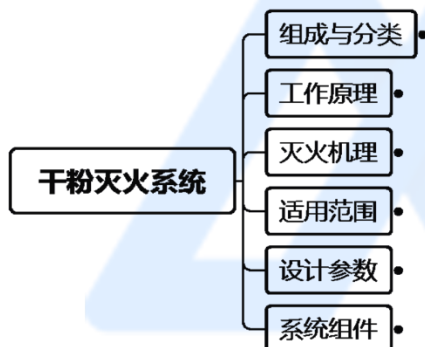 组成与分类
工作原理
灭火机理
干粉灭火系统
适用范围
设计参数
系统组件